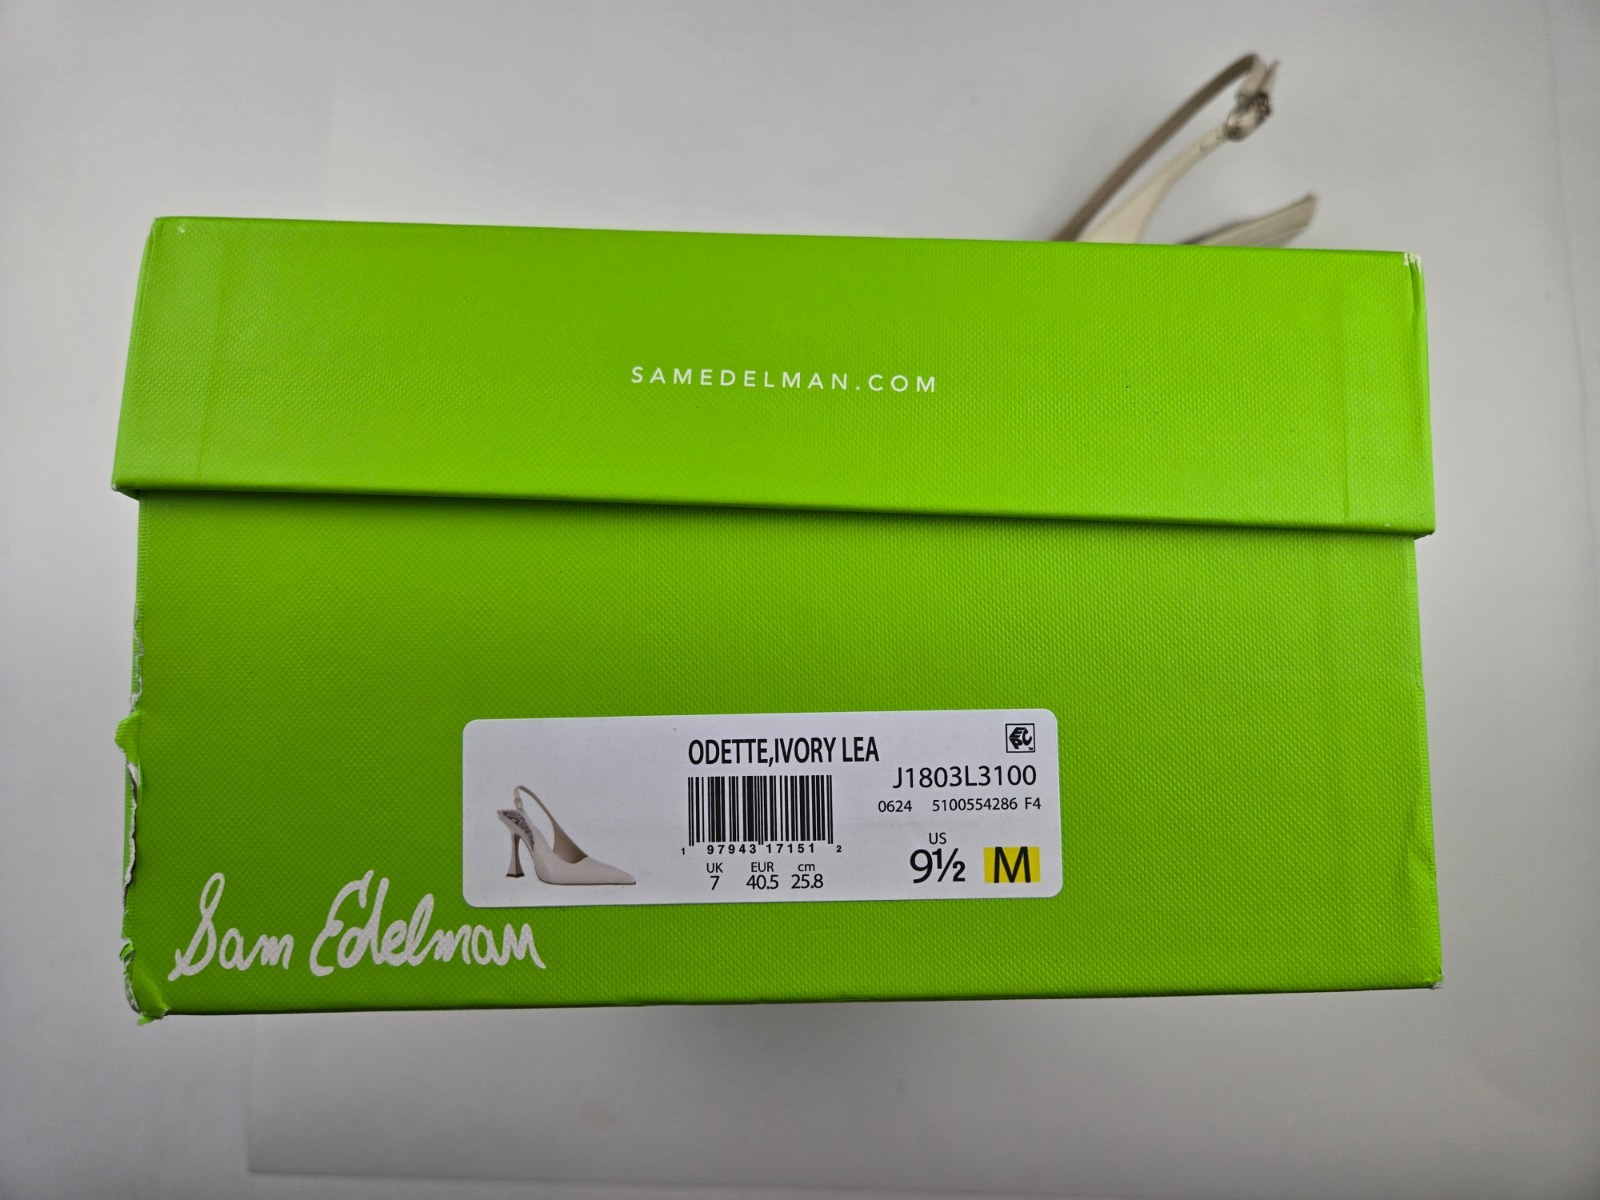 SAMEDELMAN.COM
ODETTE,IVORY LEA
J1803L3100
0624 5100554286 F4
1 97943 17151 2
UK EUR cm
7 40.5 25.8
US
9½ M
Sam Edelman